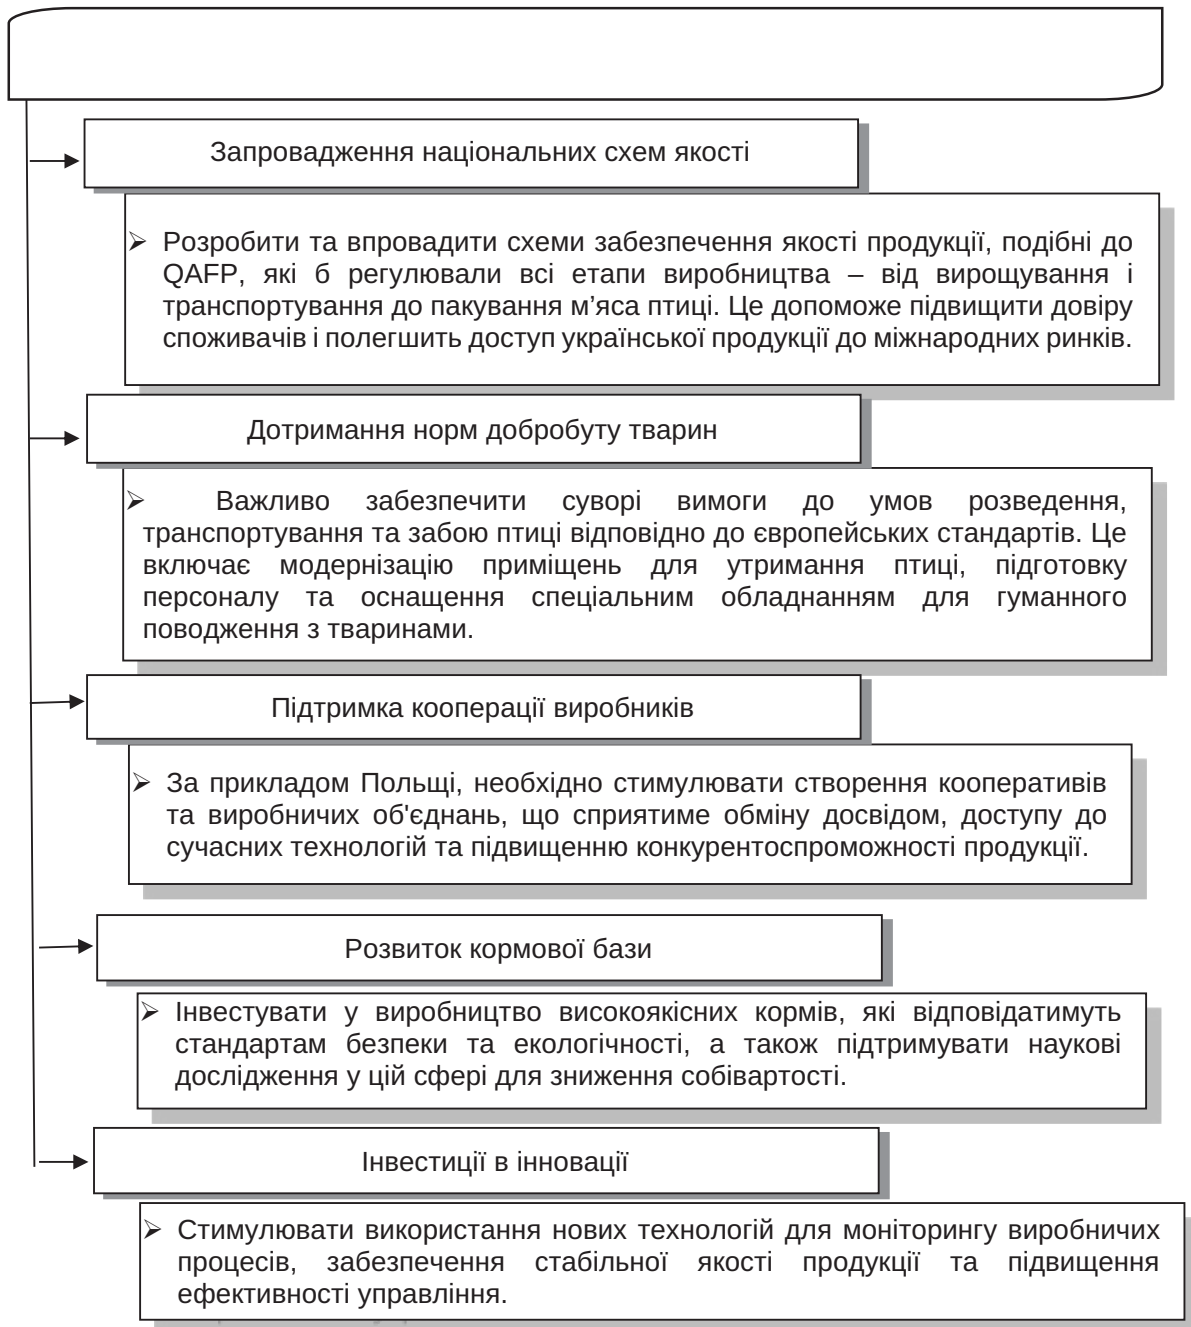 Запровадження національних схем якості
Розробити та впровадити схеми забезпечення якості продукції, подібні до
QAFP, які б регулювали всі етапи виробництва – від вирощування і
транспортування до пакування м’яса птиці. Це допоможе підвищити довіру
споживачів і полегшить доступ української продукції до міжнародних ринків.
Дотримання норм добробуту тварин
Важливо забезпечити суворі вимоги до умов розведення,
транспортування та забою птиці відповідно до європейських стандартів. Це
включає модернізацію приміщень для утримання птиці, підготовку
персоналу та оснащення спеціальним обладнанням для гуманного
поводження з тваринами.
Підтримка кооперації виробників
За прикладом Польщі, необхідно стимулювати створення кооперативів
та виробничих об'єднань, що сприятиме обміну досвідом, доступу до
сучасних технологій та підвищенню конкурентоспроможності продукції.
Розвиток кормової бази
Інвестувати у виробництво високоякісних кормів, які відповідатимуть
стандартам безпеки та екологічності, а також підтримувати наукові
дослідження у цій сфері для зниження собівартості.
Інвестиції в інновації
Стимулювати використання нових технологій для моніторингу виробничих
процесів, забезпечення стабільної якості продукції та підвищення
ефективності управління.